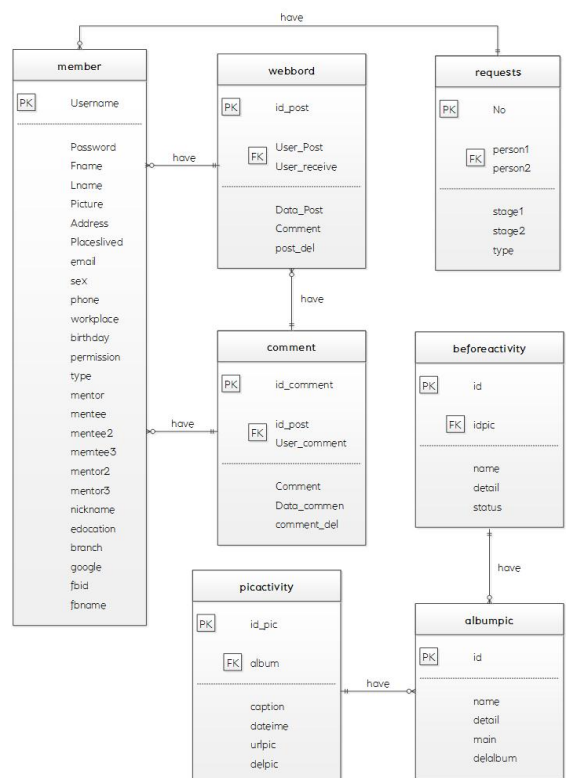 have
member
PK Username
Password
Fname
Lname
Picture
Address
Placeslived
email
sex
phone
workplace
birthday
permission
type
mentor
mentee
mentee2
memtee3
mentor2
mentor3
nickname
edocation
branch
google
fbid
fbname
have
webbord
PK id_post
FK User_Post
User_receive
Data_Post
Comment
post_del
requests
PK No
FK person1
person2
stage1
stage2
type
have
have
comment
PK id_comment
FK id_post
User_comment
Comment
Data_commen
comment_del
beforeactivity
PK id
FK idpic
name
detail
status
have
picactivity
PK id_pic
FK album
caption
dateime
urlpic
delpic
have
albumpic
PK id
name
detail
main
delalbum